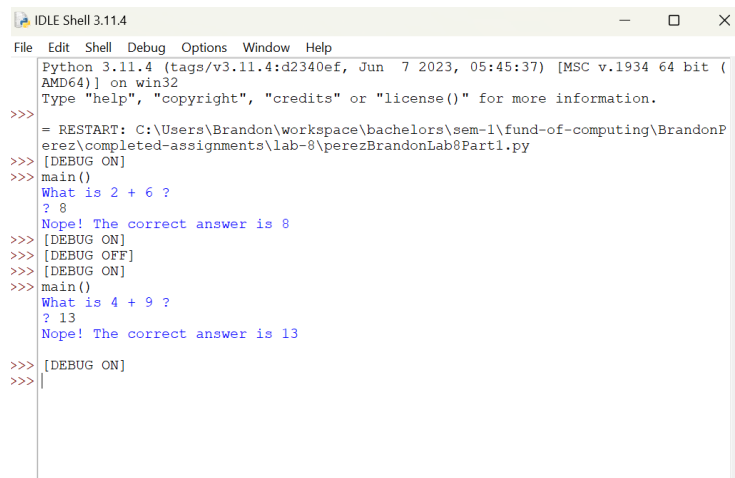 IDLE Shell 3.11.4
File Edit Shell Debug Options Window Help
Python 3.11.4 (tags/v3.11.4:d2340ef, Jun  7 2023, 05:45:37) [MSC v.1934 64 bit (
AMD64)] on win32
Type "help", "copyright", "credits" or "license()" for more information.
>>>
= RESTART: C:\Users\Brandon\workspace\bachelors\sem-1\fund-of-computing\BrandonP
erez\completed-assignments\lab-8\perezBrandonLab8Part1.py
>>> [DEBUG ON]
>>> main()
What is 2 + 6 ?
? 8
Nope! The correct answer is 8
>>> [DEBUG ON]
>>> [DEBUG OFF]
>>> [DEBUG ON]
>>> main()
What is 4 + 9 ?
? 13
Nope! The correct answer is 13
>>> [DEBUG ON]
>>>